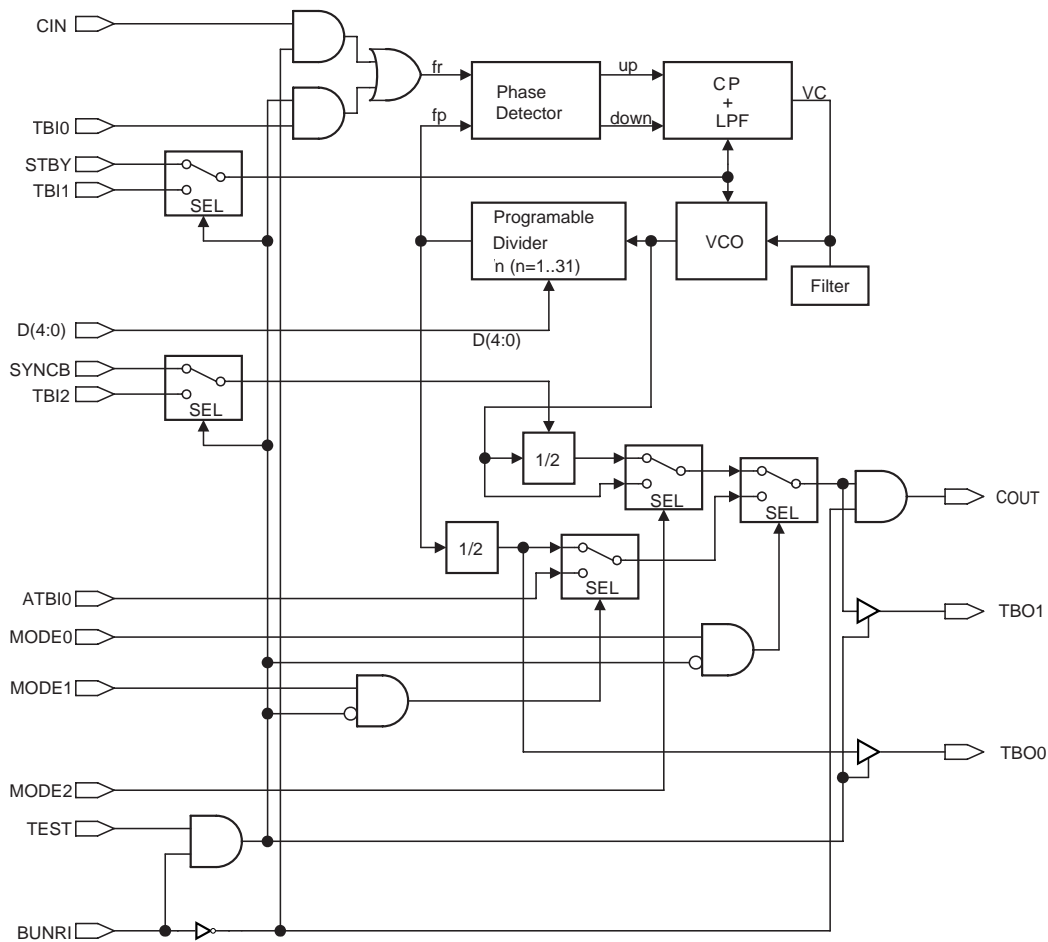 CIN
TBI0
STBY
TBI1
SEL
D(4:0)
D(4:0)
SYNCB
TBI2
SEL
ATBI0
MODE0
MODE1
MODE2
TEST
BUNRI
fr
fp
Phase
Detector
up
down
CP
+
LPF
VC
Programable
Divider
\n (n=1..31)
VCO
Filter
1/2
SEL
SEL
1/2
SEL
COUT
TBO1
TBO0